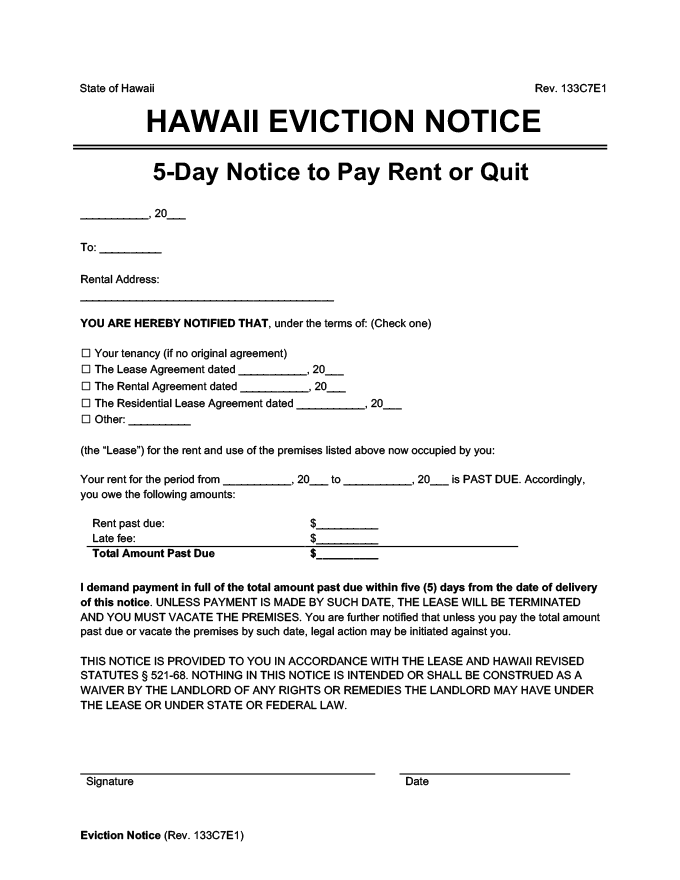 State of Hawaii Rev. 133C7E1
HAWAII EVICTION NOTICE
5-Day Notice to Pay Rent or Quit
___________, 20___
To: __________
Rental Address:
_________________________________________
YOU ARE HEREBY NOTIFIED THAT, under the terms of: (Check one)
☐ Your tenancy (if no original agreement)
☐ The Lease Agreement dated ___________, 20___
☐ The Rental Agreement dated ___________, 20___
☐ The Residential Lease Agreement dated ___________, 20___
☐ Other: __________
(the “Lease”) for the rent and use of the premises listed above now occupied by you:
Your rent for the period from ___________, 20___ to ___________, 20___ is PAST DUE. Accordingly,
you owe the following amounts:
Rent past due: $__________
Late fee: $__________
Total Amount Past Due $__________
I demand payment in full of the total amount past due within five (5) days from the date of delivery
of this notice. UNLESS PAYMENT IS MADE BY SUCH DATE, THE LEASE WILL BE TERMINATED
AND YOU MUST VACATE THE PREMISES. You are further notified that unless you pay the total amount
past due or vacate the premises by such date, legal action may be initiated against you.
THIS NOTICE IS PROVIDED TO YOU IN ACCORDANCE WITH THE LEASE AND HAWAII REVISED
STATUTES § 521-68. NOTHING IN THIS NOTICE IS INTENDED OR SHALL BE CONSTRUED AS A
WAIVER BY THE LANDLORD OF ANY RIGHTS OR REMEDIES THE LANDLORD MAY HAVE UNDER
THE LEASE OR UNDER STATE OR FEDERAL LAW.
Signature Date
Eviction Notice (Rev. 133C7E1)